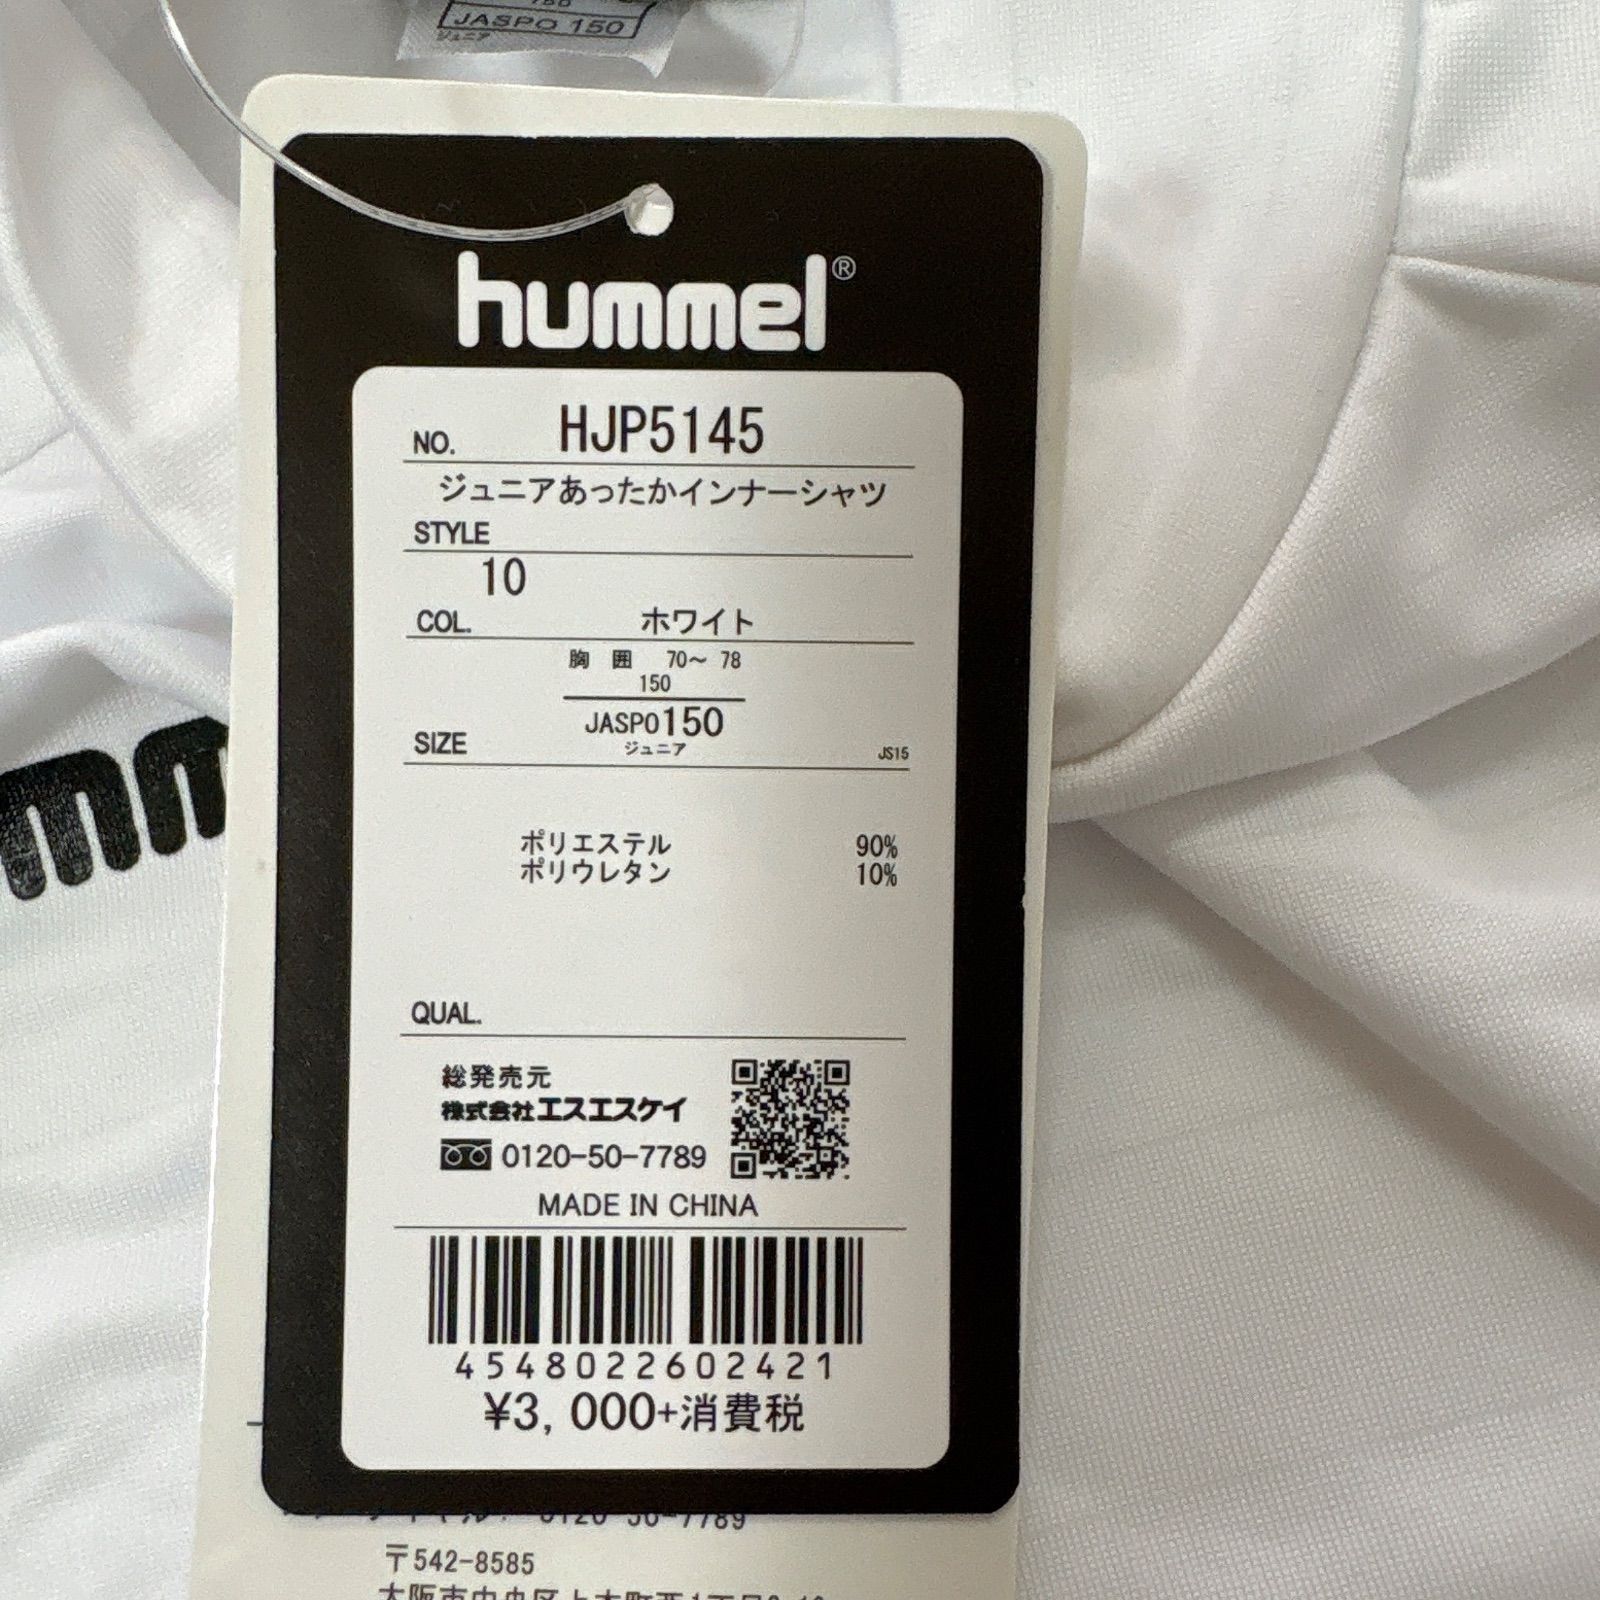 JASPO 150
ジュニア
hummel®
NO. HJP5145
ジュニアあったかインナーシャツ
STYLE
10
COL. ホワイト
胸 囲 70～ 78
150
JASPO150
SIZE ジュニア JS15
ポリエステル 90%
ポリウレタン 10%
QUAL.
総発売元
株式会社エスエスケイ
0120-50-7789
MADE IN CHINA
4548022602421
¥3, 000+消費税
〒542-8585